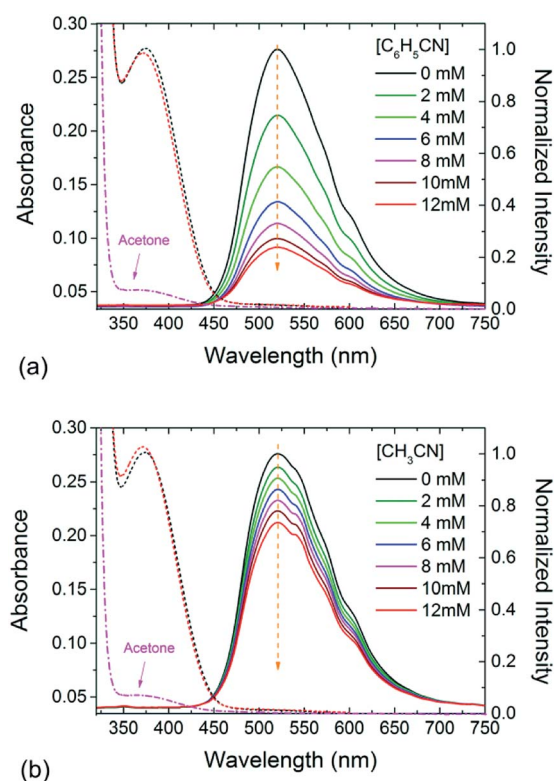 [C₆H₅CN]
0 mM
2 mM
4 mM
6 mM
8 mM
10mM
12mM
Acetone
Absorbance
Normalized Intensity
0.30
0.25
0.20
0.15
0.10
0.05
1.0
0.8
0.6
0.4
0.2
0.0
350 400 450 500 550 600 650 700 750
Wavelength (nm)
(a)
[CH₃CN]
0 mM
2 mM
4 mM
6 mM
8 mM
10mM
12mM
Acetone
Absorbance
Normalized Intensity
0.30
0.25
0.20
0.15
0.10
0.05
1.0
0.8
0.6
0.4
0.2
0.0
350 400 450 500 550 600 650 700 750
Wavelength (nm)
(b)